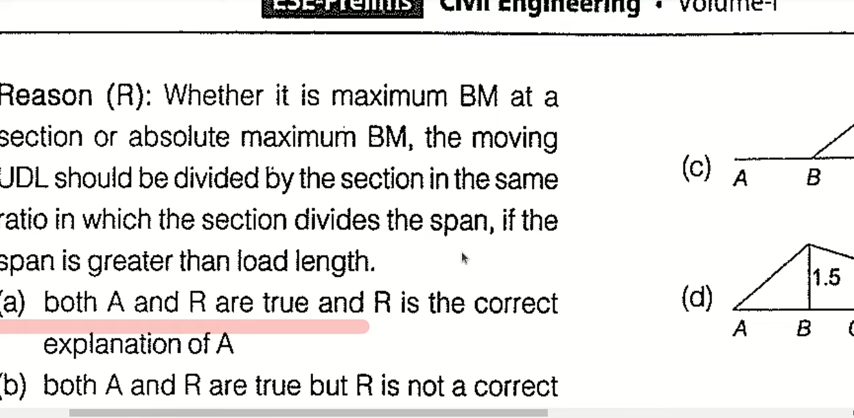 ESE-Prelims Civil Engineering • Volume-I
Reason (R): Whether it is maximum BM at a
section or absolute maximum BM, the moving
UDL should be divided by the section in the same
ratio in which the section divides the span, if the
span is greater than load length.
(a) both A and R are true and R is the correct
explanation of A
(b) both A and R are true but R is not a correct
(c)
A B
(d)
1.5
A B